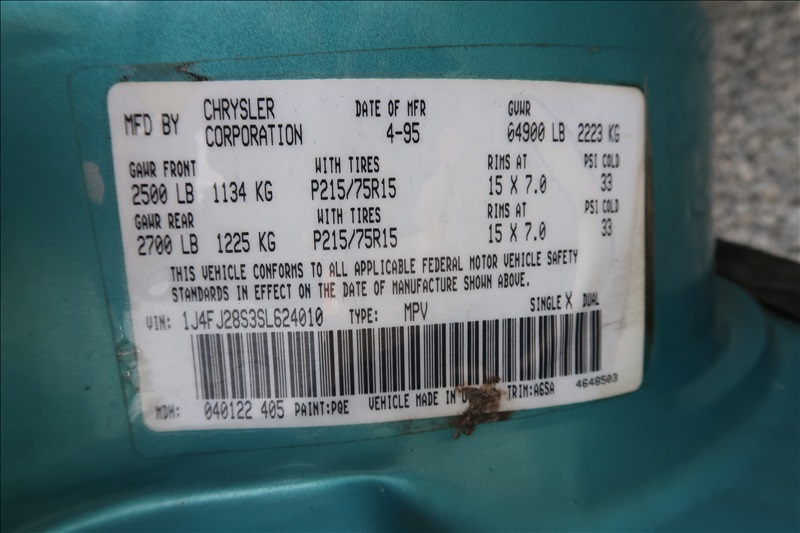 MFD BY CHRYSLER CORPORATION DATE OF MFR 4-95 GVWR G4900 LB 2223 KG
GAWR FRONT WITH TIRES RIMS AT PSI COLD
2500 LB 1134 KG P215/75R15 15 X 7.0 33
GAWR REAR WITH TIRES RIMS AT PSI COLD
2700 LB 1225 KG P215/75R15 15 X 7.0 33
THIS VEHICLE CONFORMS TO ALL APPLICABLE FEDERAL MOTOR VEHICLE SAFETY
STANDARDS IN EFFECT ON THE DATE OF MANUFACTURE SHOWN ABOVE.
VIN: 1J4FJ28S3SL624010 TYPE: MPV SINGLE X DUAL
MDH: 040122 405 PAINT:PQE VEHICLE MADE IN TRIM:A6SA 4648503